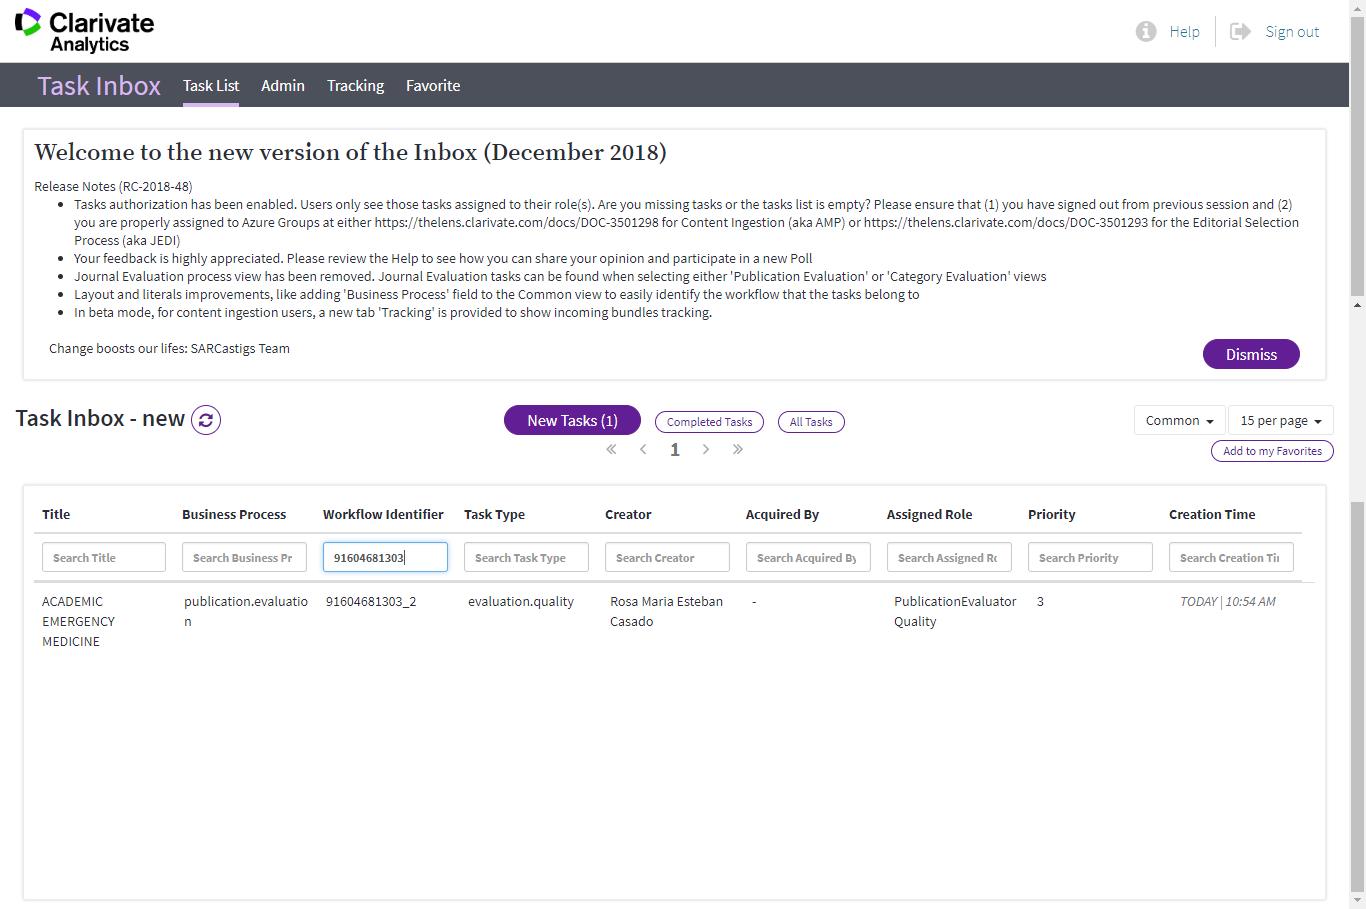 Clarivate
Analytics
Help
Sign out
Task Inbox
Task List
Admin
Tracking
Favorite
Welcome to the new version of the Inbox (December 2018)
Release Notes (RC-2018-48)
• Tasks authorization has been enabled. Users only see those tasks assigned to their role(s). Are you missing tasks or the tasks list is empty? Please ensure that (1) you have signed out from previous session and (2)
you are properly assigned to Azure Groups at either https://thelens.clarivate.com/docs/DOC-3501298 for Content Ingestion (aka AMP) or https://thelens.clarivate.com/docs/DOC-3501293 for the Editorial Selection
Process (aka JEDI)
• Your feedback is highly appreciated. Please review the Help to see how you can share your opinion and participate in a new Poll
• Journal Evaluation process view has been removed. Journal Evaluation tasks can be found when selecting either 'Publication Evaluation' or 'Category Evaluation' views
• Layout and literals improvements, like adding 'Business Process' field to the Common view to easily identify the workflow that the tasks belong to
• In beta mode, for content ingestion users, a new tab 'Tracking' is provided to show incoming bundles tracking.
Change boosts our lifes: SARCastigs Team
Dismiss
Task Inbox - new
New Tasks (1)
Completed Tasks
All Tasks
Common
15 per page
« ‹ 1 › »
Add to my Favorites
Title
Business Process
Workflow Identifier
Task Type
Creator
Acquired By
Assigned Role
Priority
Creation Time
Search Title
Search Business Pr
91604681303
Search Task Type
Search Creator
Search Acquired By
Search Assigned Ro
Search Priority
Search Creation Tin
ACADEMIC
EMERGENCY
MEDICINE
publication.evaluatio
n
91604681303_2
evaluation.quality
Rosa Maria Esteban
Casado
-
PublicationEvaluator
Quality
3
TODAY | 10:54 AM